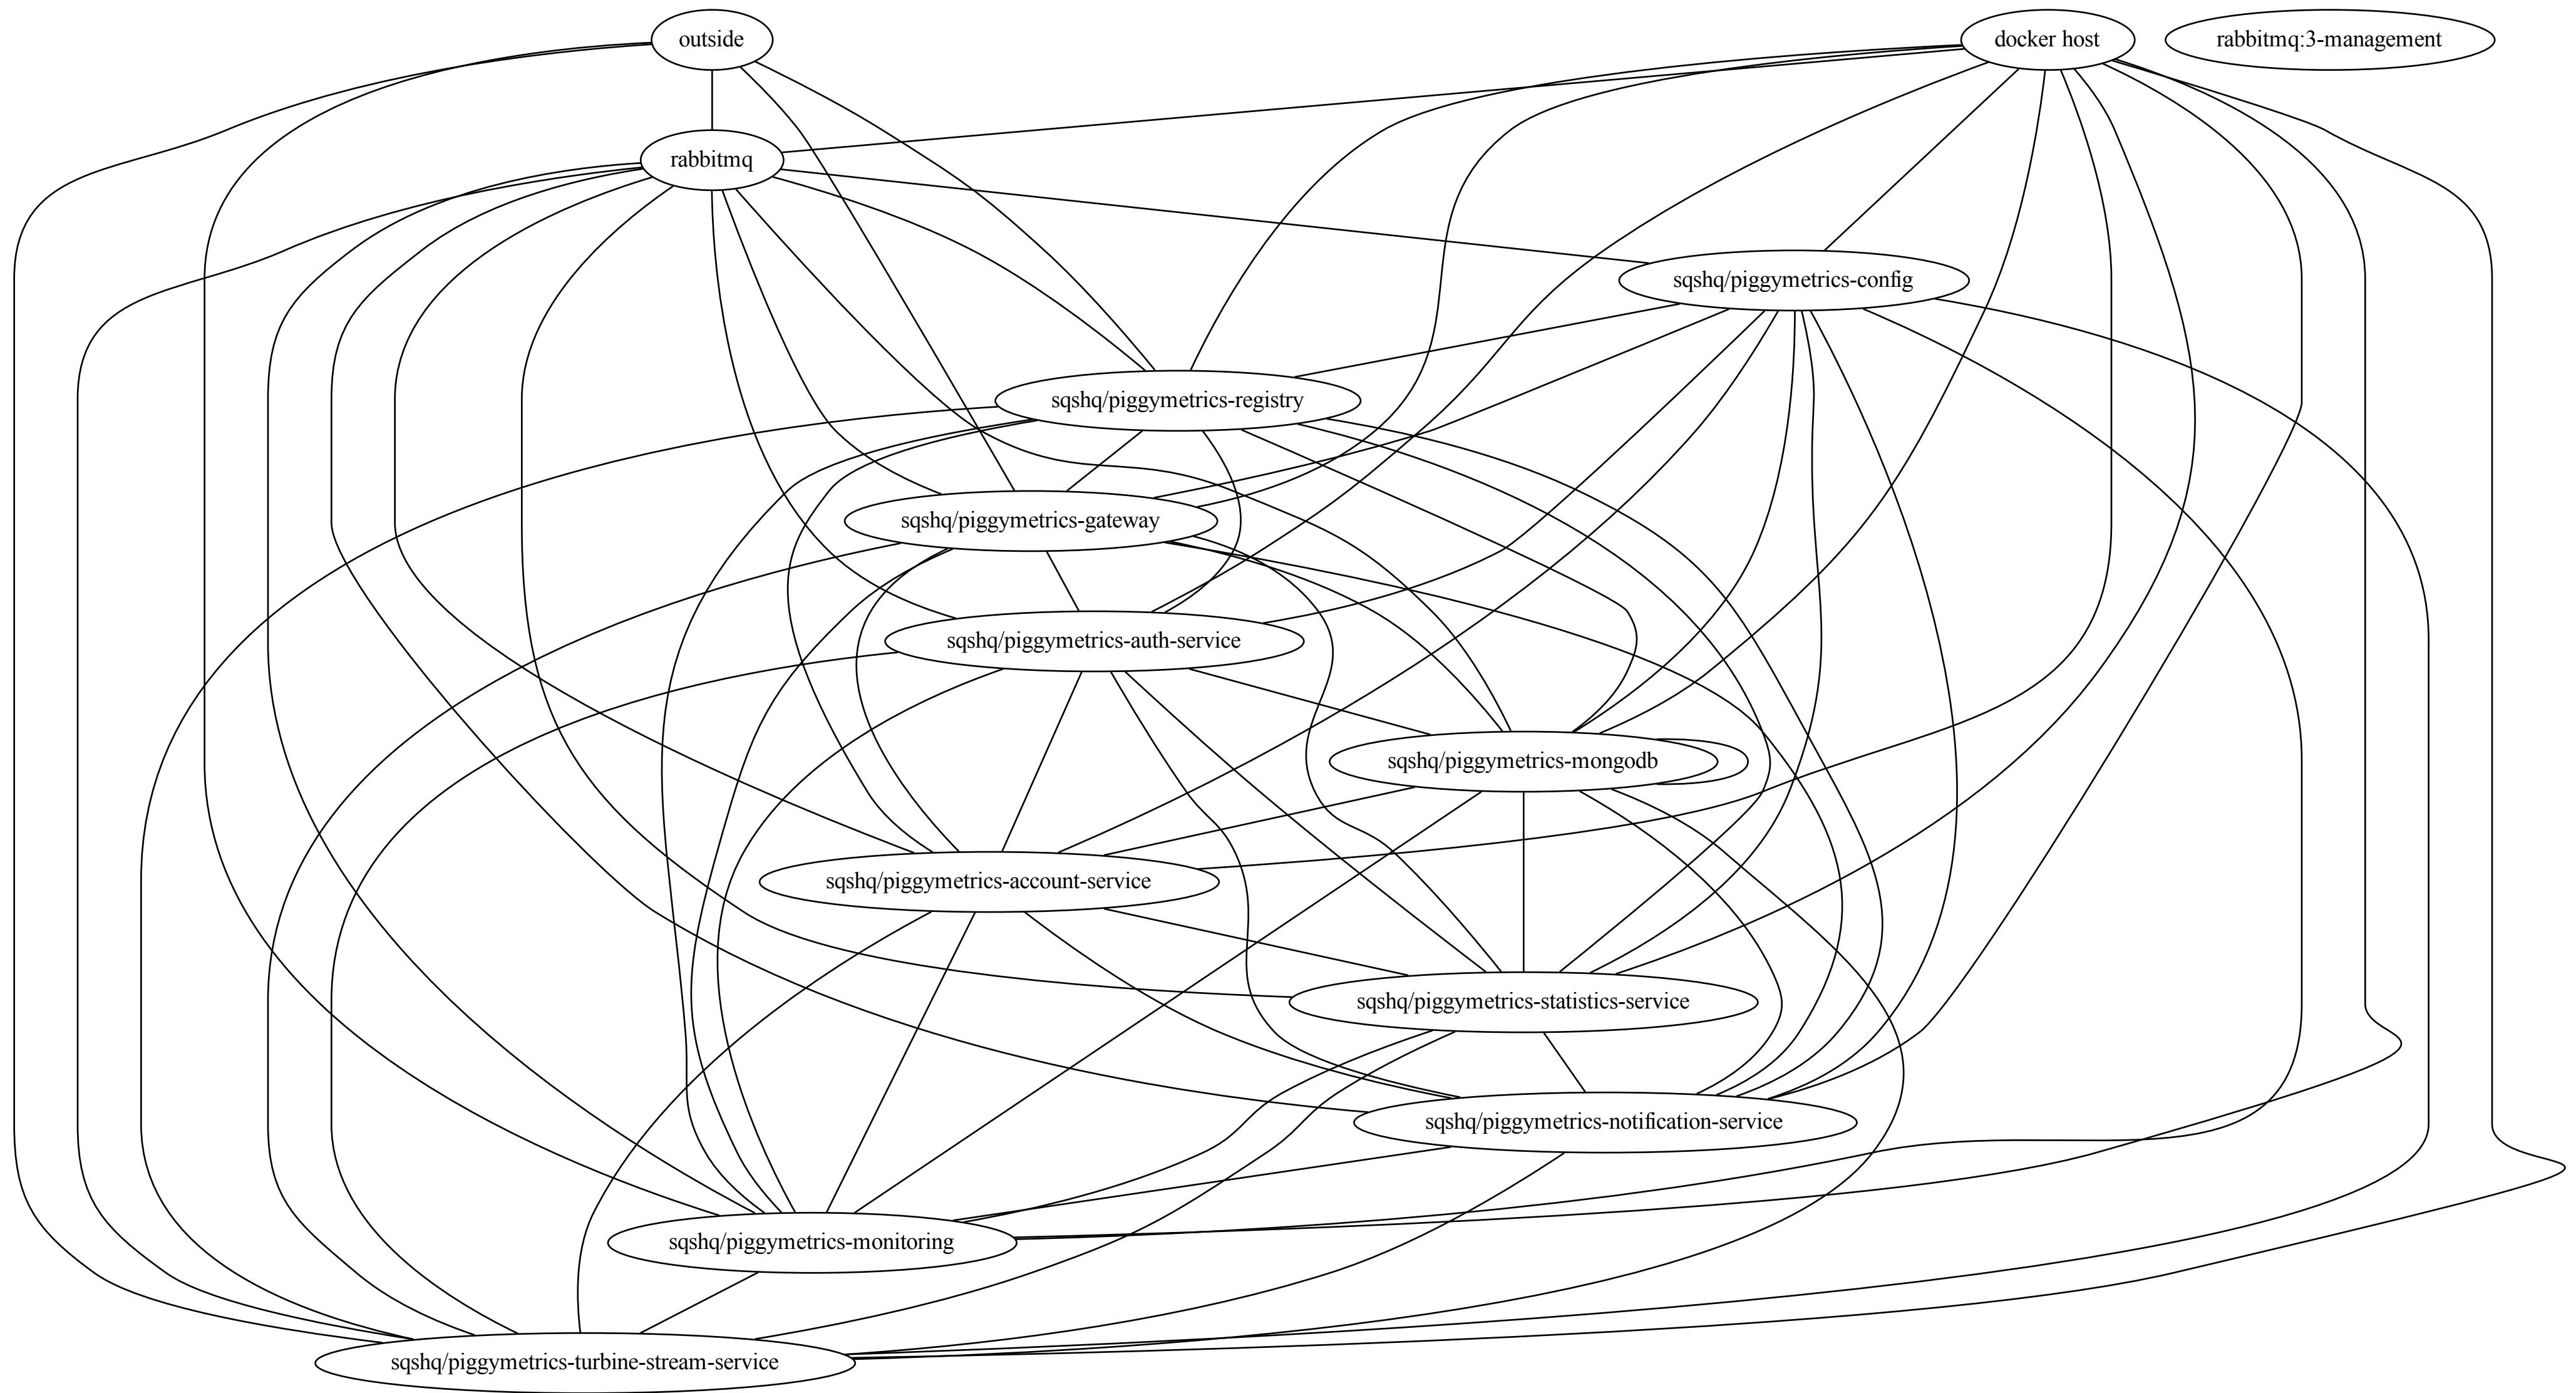 outside
docker host
rabbitmq:3-management
rabbitmq
sqshq/piggymetrics-config
sqshq/piggymetrics-registry
sqshq/piggymetrics-gateway
sqshq/piggymetrics-auth-service
sqshq/piggymetrics-mongodb
sqshq/piggymetrics-account-service
sqshq/piggymetrics-statistics-service
sqshq/piggymetrics-notification-service
sqshq/piggymetrics-monitoring
sqshq/piggymetrics-turbine-stream-service